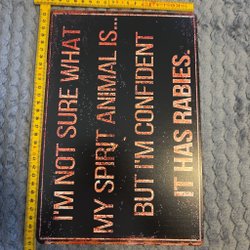 I'M NOT SURE WHAT
MY SPIRIT ANIMAL IS...
BUT I'M CONFIDENT
IT HAS RABIES.